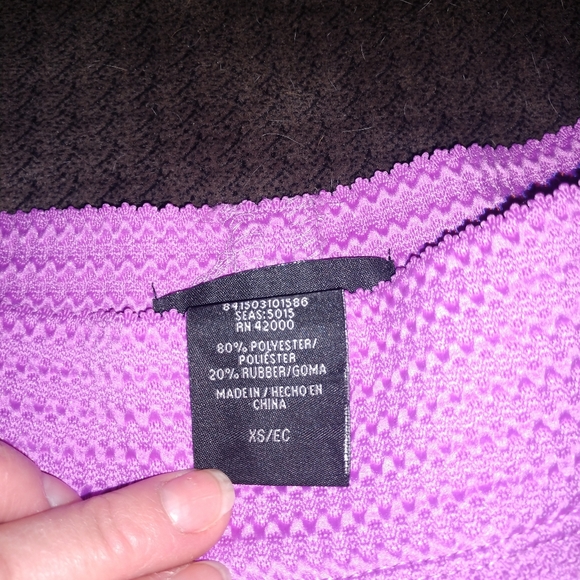 841503101586
SEAS:5015
RN 42000
80% POLYESTER/
POLIÉSTER
20% RUBBER/GOMA
MADE IN / HECHO EN
CHINA
XS/EC